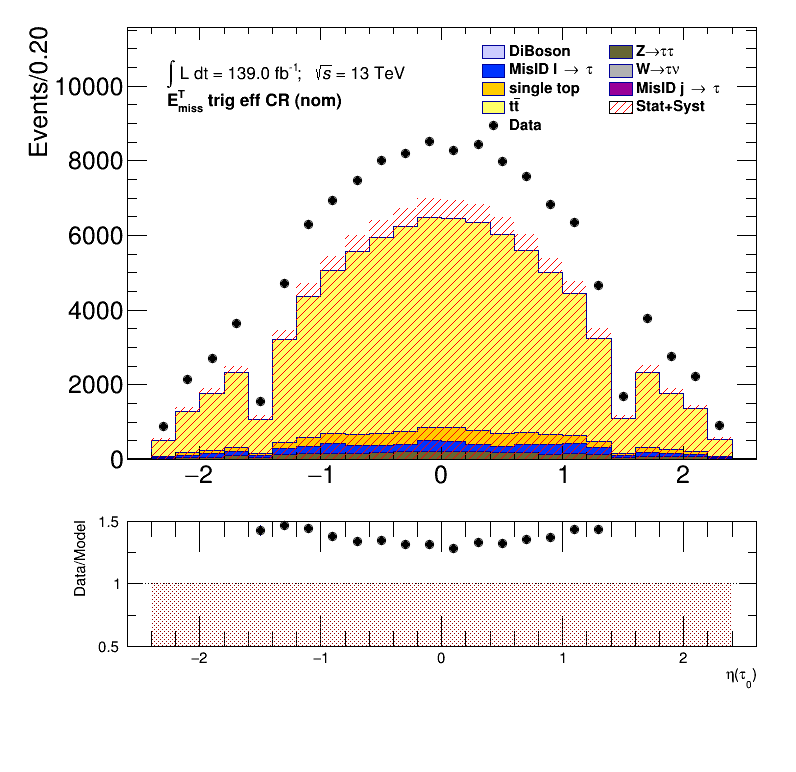 Events/0.20
10000
8000
6000
4000
2000
0
∫ L dt = 139.0 fb⁻¹; √s = 13 TeV
E^T_miss trig eff CR (nom)
DiBoson
Z→ττ
MisID l → τ
W→τν
single top
MisID j → τ
tt̄
Stat+Syst
Data
−2 −1 0 1 2
Data/Model
1.5
1
0.5
−2 −1 0 1 2
η(τ₀)